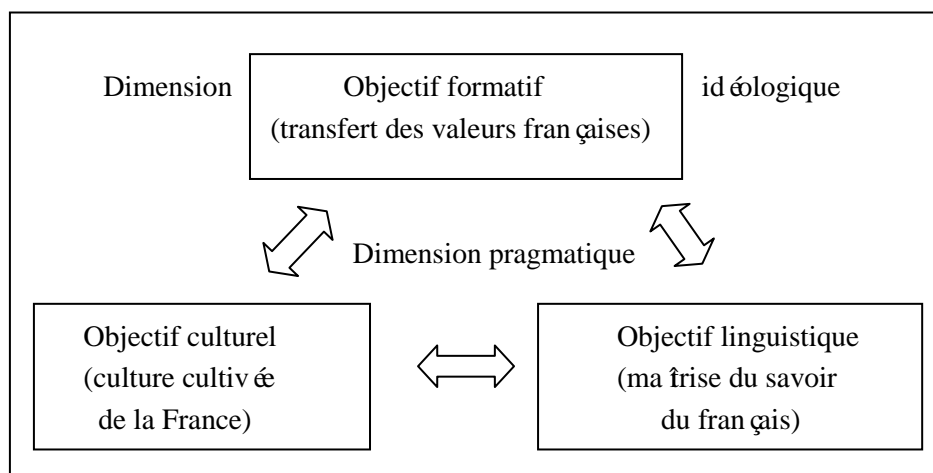 Dimension
Objectif formatif
(transfert des valeurs françaises)
idéologique
Dimension pragmatique
Objectif culturel
(culture cultivée
de la France)
Objectif linguistique
(maîtrise du savoir
du français)